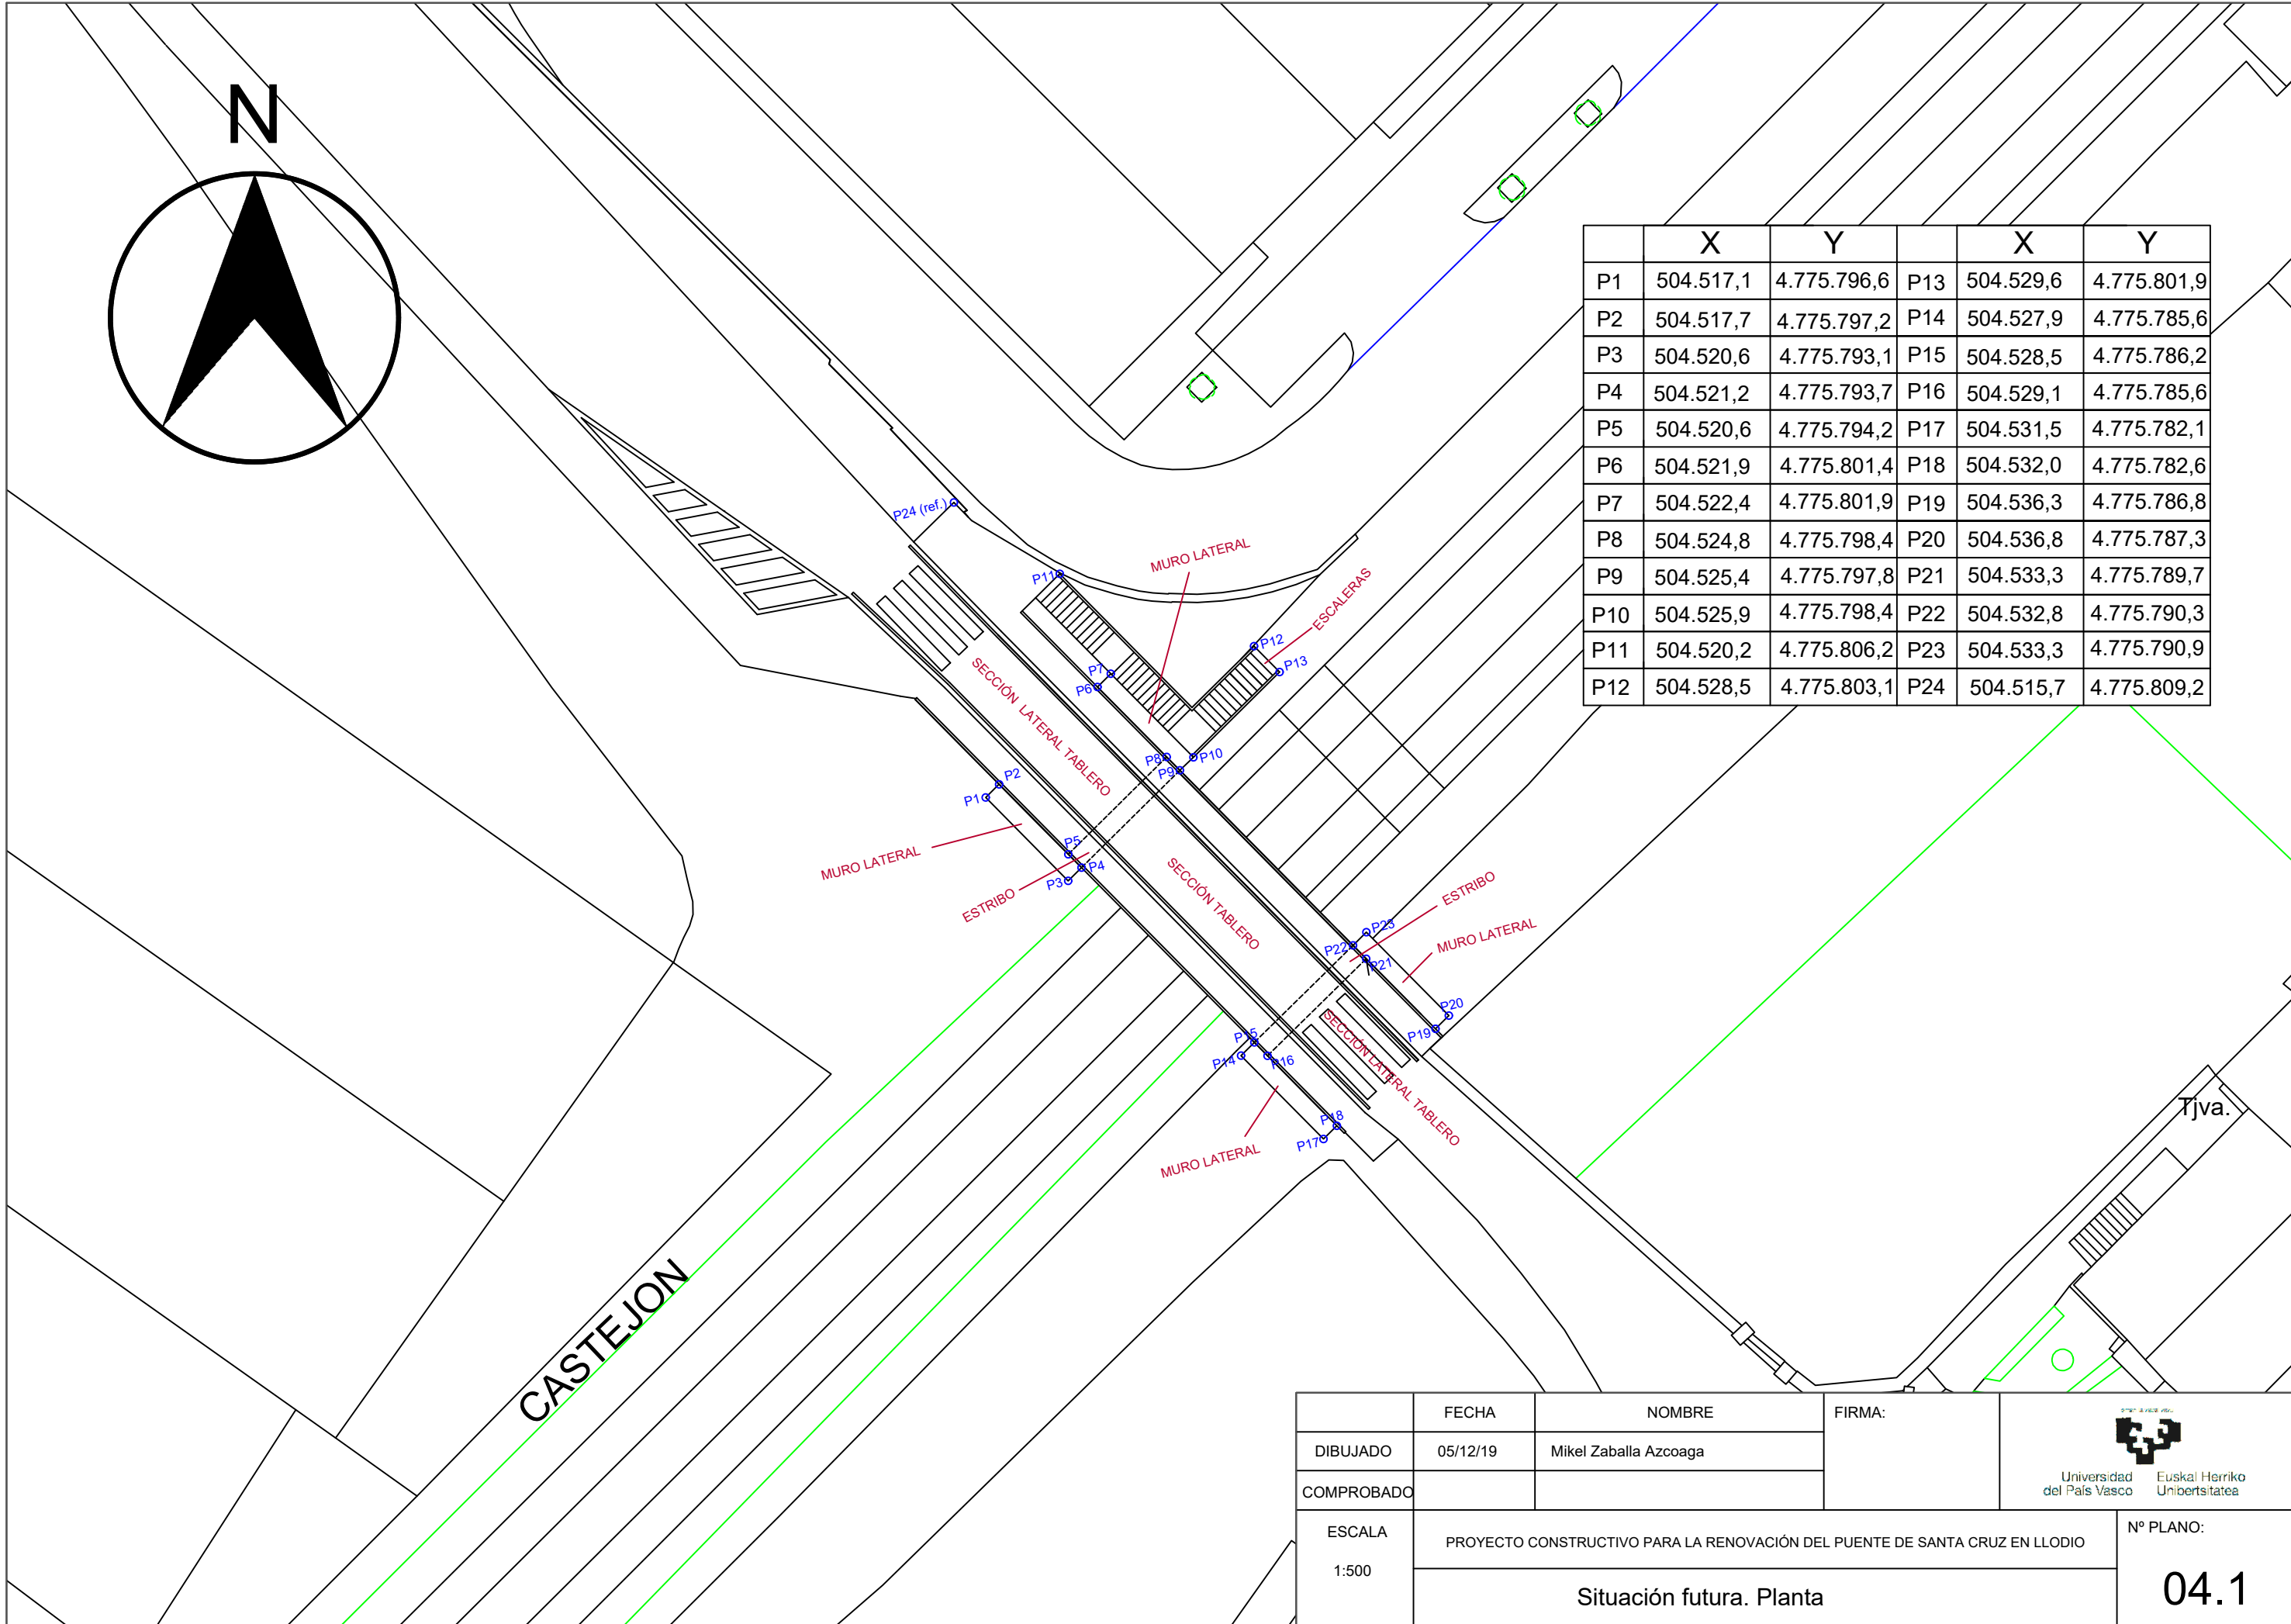 N
P24 (ref.)
P11
MURO LATERAL
ESCALERAS
P12
P13
P7
P6
SECCIÓN LATERAL TABLERO
P8
P10
P9
P2
P1
MURO LATERAL
P5
P4
P3
ESTRIBO
SECCIÓN TABLERO
ESTRIBO
MURO LATERAL
P23
P22
P21
P20
P19
SECCIÓN LATERAL TABLERO
P15
P14
P16
P18
P17
MURO LATERAL
CASTEJON
Tjva.
X Y X Y
P1 504.517,1 4.775.796,6 P13 504.529,6 4.775.801,9
P2 504.517,7 4.775.797,2 P14 504.527,9 4.775.785,6
P3 504.520,6 4.775.793,1 P15 504.528,5 4.775.786,2
P4 504.521,2 4.775.793,7 P16 504.529,1 4.775.785,6
P5 504.520,6 4.775.794,2 P17 504.531,5 4.775.782,1
P6 504.521,9 4.775.801,4 P18 504.532,0 4.775.782,6
P7 504.522,4 4.775.801,9 P19 504.536,3 4.775.786,8
P8 504.524,8 4.775.798,4 P20 504.536,8 4.775.787,3
P9 504.525,4 4.775.797,8 P21 504.533,3 4.775.789,7
P10 504.525,9 4.775.798,4 P22 504.532,8 4.775.790,3
P11 504.520,2 4.775.806,2 P23 504.533,3 4.775.790,9
P12 504.528,5 4.775.803,1 P24 504.515,7 4.775.809,2
FECHA NOMBRE FIRMA:
DIBUJADO 05/12/19 Mikel Zaballa Azcoaga
COMPROBADO
Universidad Euskal Herriko
del País Vasco Unibertsitatea
ESCALA
1:500
PROYECTO CONSTRUCTIVO PARA LA RENOVACIÓN DEL PUENTE DE SANTA CRUZ EN LLODIO
Situación futura. Planta
Nº PLANO:
04.1